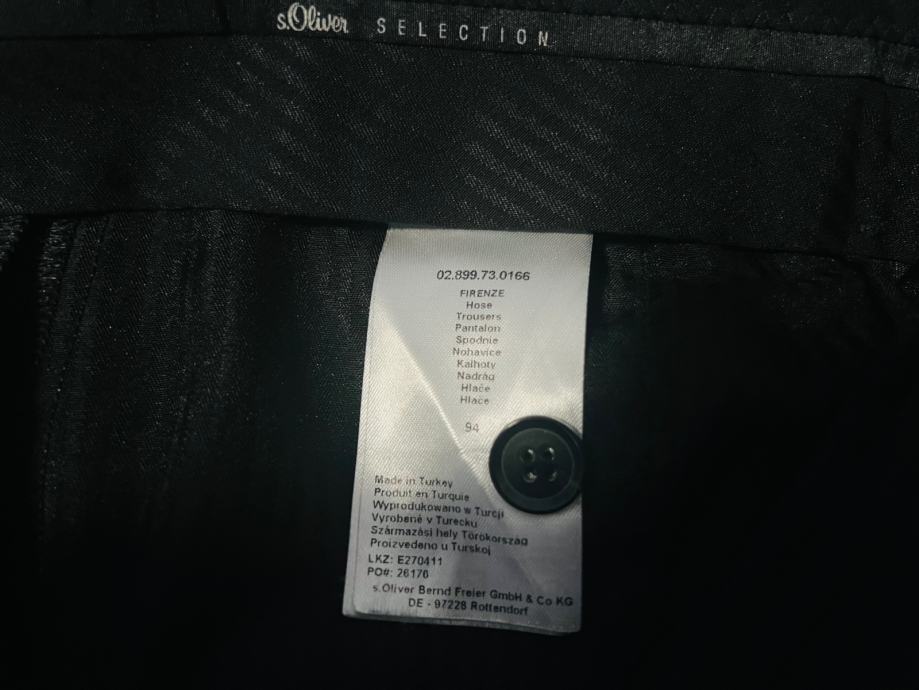 s.Oliver SELECTION
02.899.73.0166
FIRENZE
Hose
Trousers
Pantalon
Spodnie
Nohavice
Kalhoty
Nadrág
Hlače
Hlace
94
Made in Turkey
Produit en Turquie
Wyprodukowano w Turcji
Vyrobené v Turecku
Származási hely Törökország
Proizvedeno u Turskoj
LKZ: E270411
PO#: 26176
s.Oliver Bernd Freier GmbH & Co KG
DE - 97228 Rottendorf